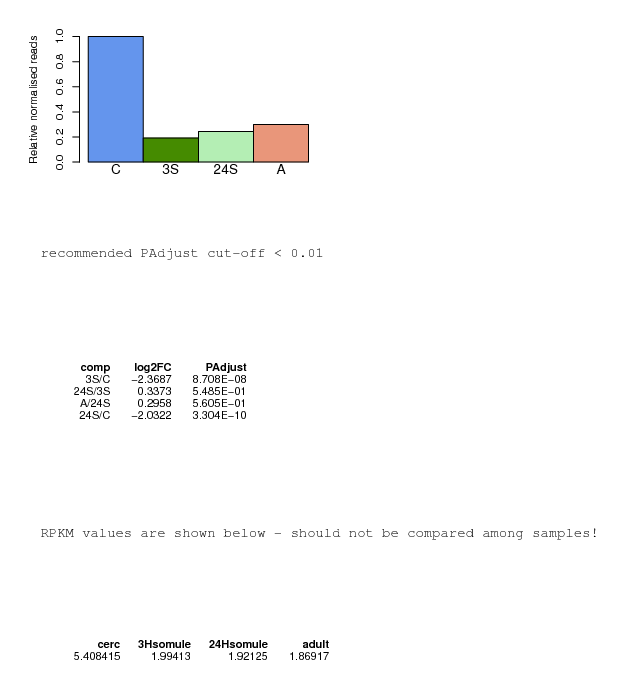 Relative normalised reads
1.0
0.8
0.6
0.4
0.2
0.0
C 3S 24S A
recommended PAdjust cut-off < 0.01
comp log2FC PAdjust
3S/C −2.3687 8.708E−08
24S/3S 0.3373 5.485E−01
A/24S 0.2958 5.605E−01
24S/C −2.0322 3.304E−10
RPKM values are shown below - should not be compared among samples!
cerc 3Hsomule 24Hsomule adult
5.408415 1.99413 1.92125 1.86917